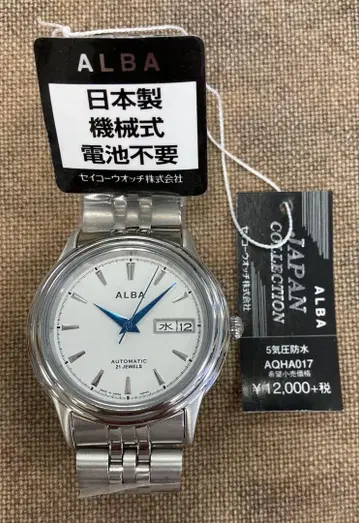 ALBA
日本製
機械式
電池不要
セイコーウオッチ株式会社
ALBA
水 12
AUTOMATIC
21 JEWELS
ALBA
JAPAN
COLLECTION
セイコーウオッチ株式会社
5気圧防水
AQHA017
希望小売価格
¥12,000+税